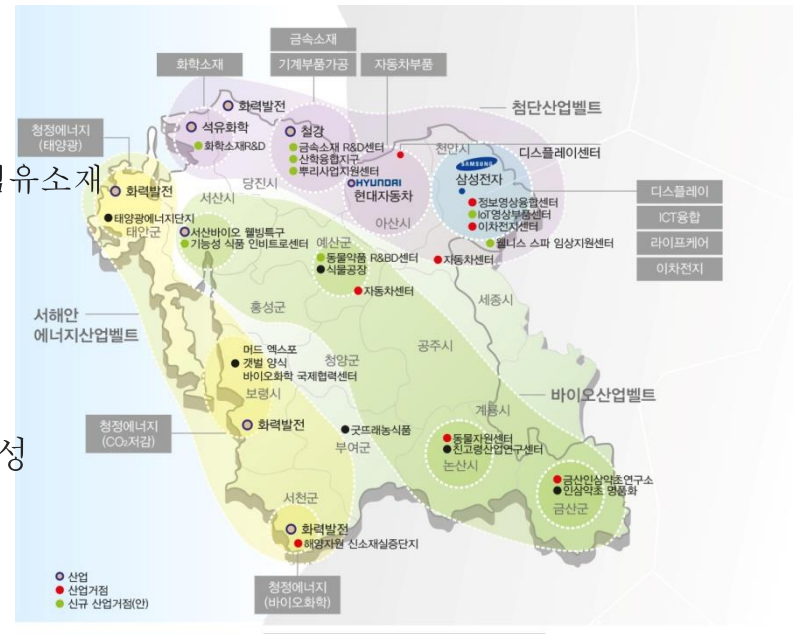 금속소재
화학소재
기계부품가공
자동차부품
화력발전
첨단산업벨트
청정에너지
(태양광)
석유화학
화학소재R&D
철강
금속소재 R&D센터
산학융합지구
뿌리사업지원센터
천안시
디스플레이센터
유소재
화력발전
당진시
HYUNDAI
현대자동차
SAMSUNG
삼성전자
디스플레이
서산시
아산시
정보영상융합센터
IoT영상부품센터
이차전지센터
ICT융합
태양광에너지단지
태안군
서산바이오 웰빙특구
기능성 식품 인비트로센터
예산군
동물약품 R&BD센터
식물공장
웰니스 스파 임상지원센터
라이프케어
자동차센터
이차전지
자동차센터
세종시
홍성군
서해안
에너지산업벨트
공주시
머드 엑스포
갯벌 양식
바이오화학 국제협력센터
청양군
보령시
바이오산업벨트
계룡시
청정에너지
(CO₂저감)
화력발전
굿뜨래농식품
부여군
동물자원센터
친고령산업연구센터
논산시
성
금산인삼약초연구소
인삼약초 명품화
금산군
서천군
화력발전
해양자원 신소재실증단지
산업
산업거점
신규 산업거점(안)
청정에너지
(바이오화학)